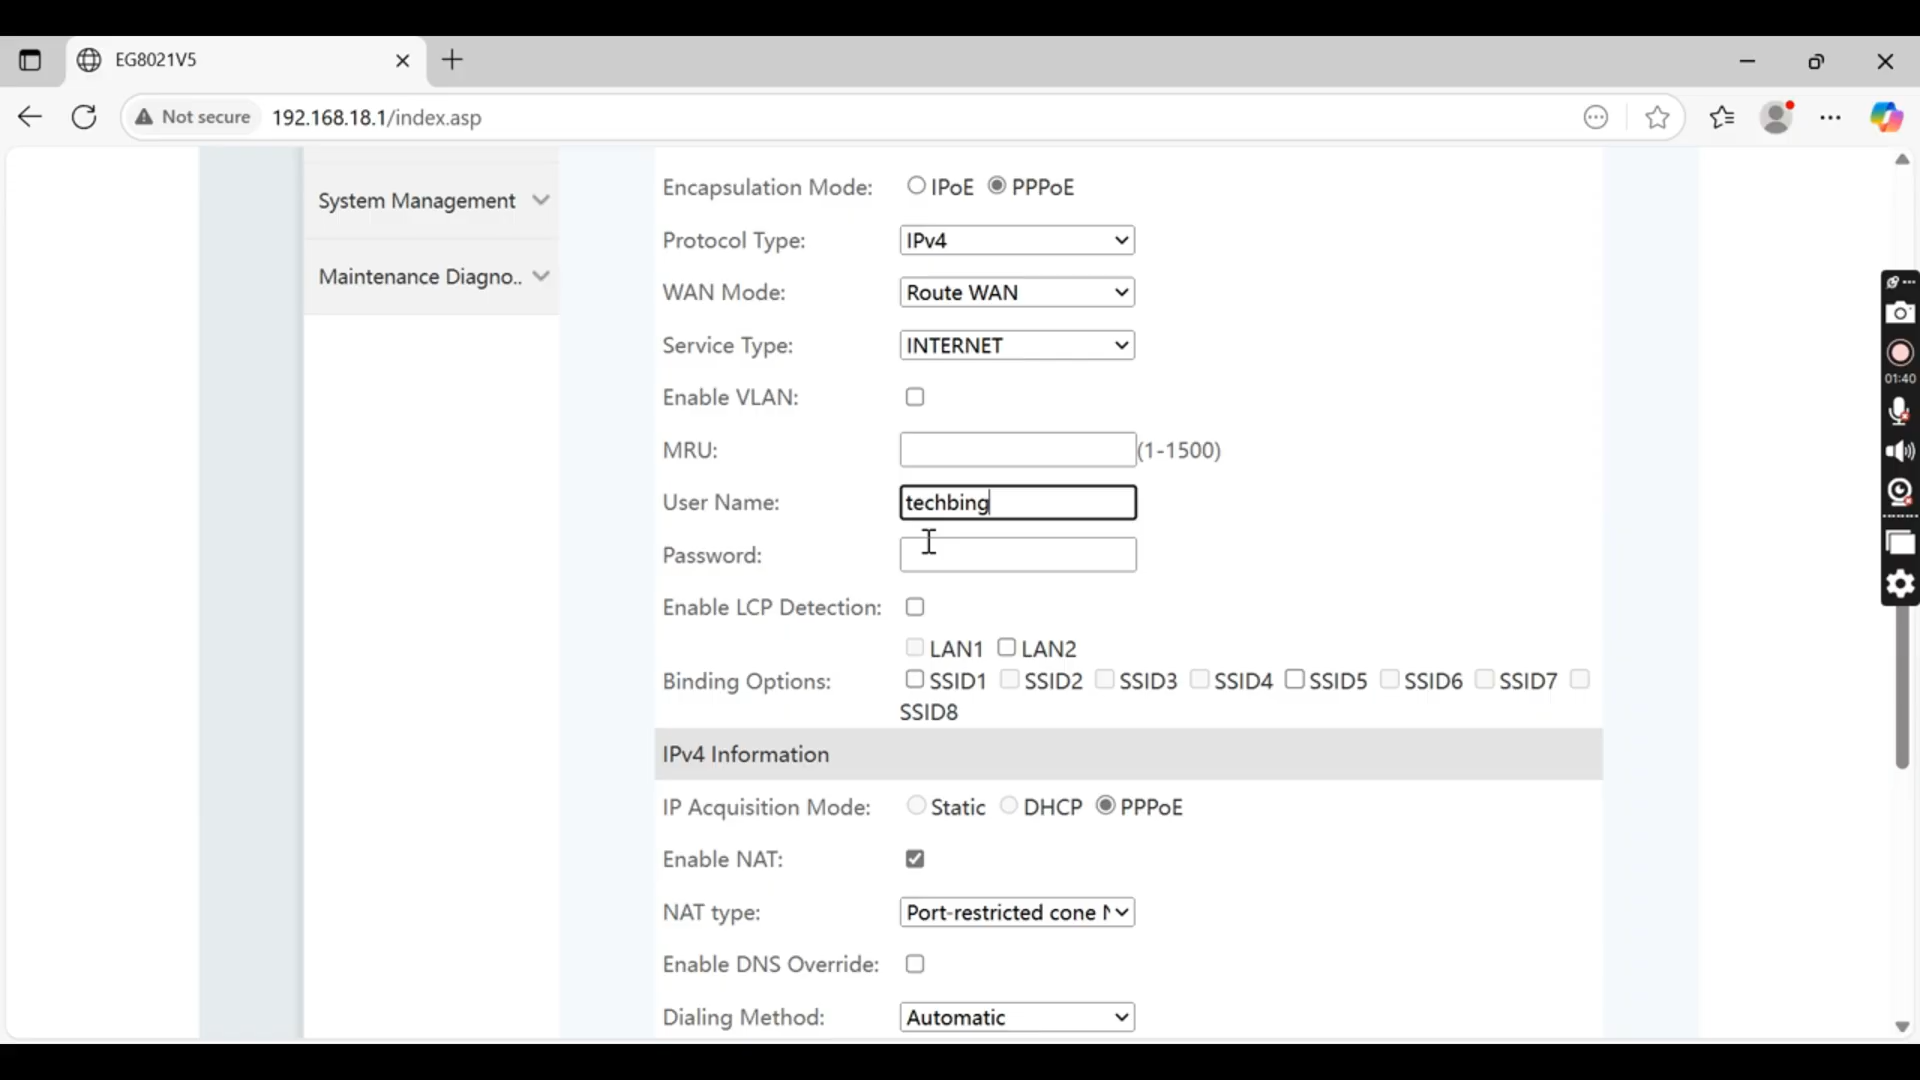 EG8021V5
Not secure 192.168.18.1/index.asp
System Management
Maintenance Diagno..
Encapsulation Mode: IPoE PPPoE
Protocol Type: IPv4
WAN Mode: Route WAN
Service Type: INTERNET
Enable VLAN:
MRU: (1-1500)
User Name: techbing
Password:
Enable LCP Detection:
LAN1 LAN2
Binding Options: SSID1 SSID2 SSID3 SSID4 SSID5 SSID6 SSID7
SSID8
IPv4 Information
IP Acquisition Mode: Static DHCP PPPoE
Enable NAT:
NAT type: Port-restricted cone N
Enable DNS Override:
Dialing Method: Automatic
01:40